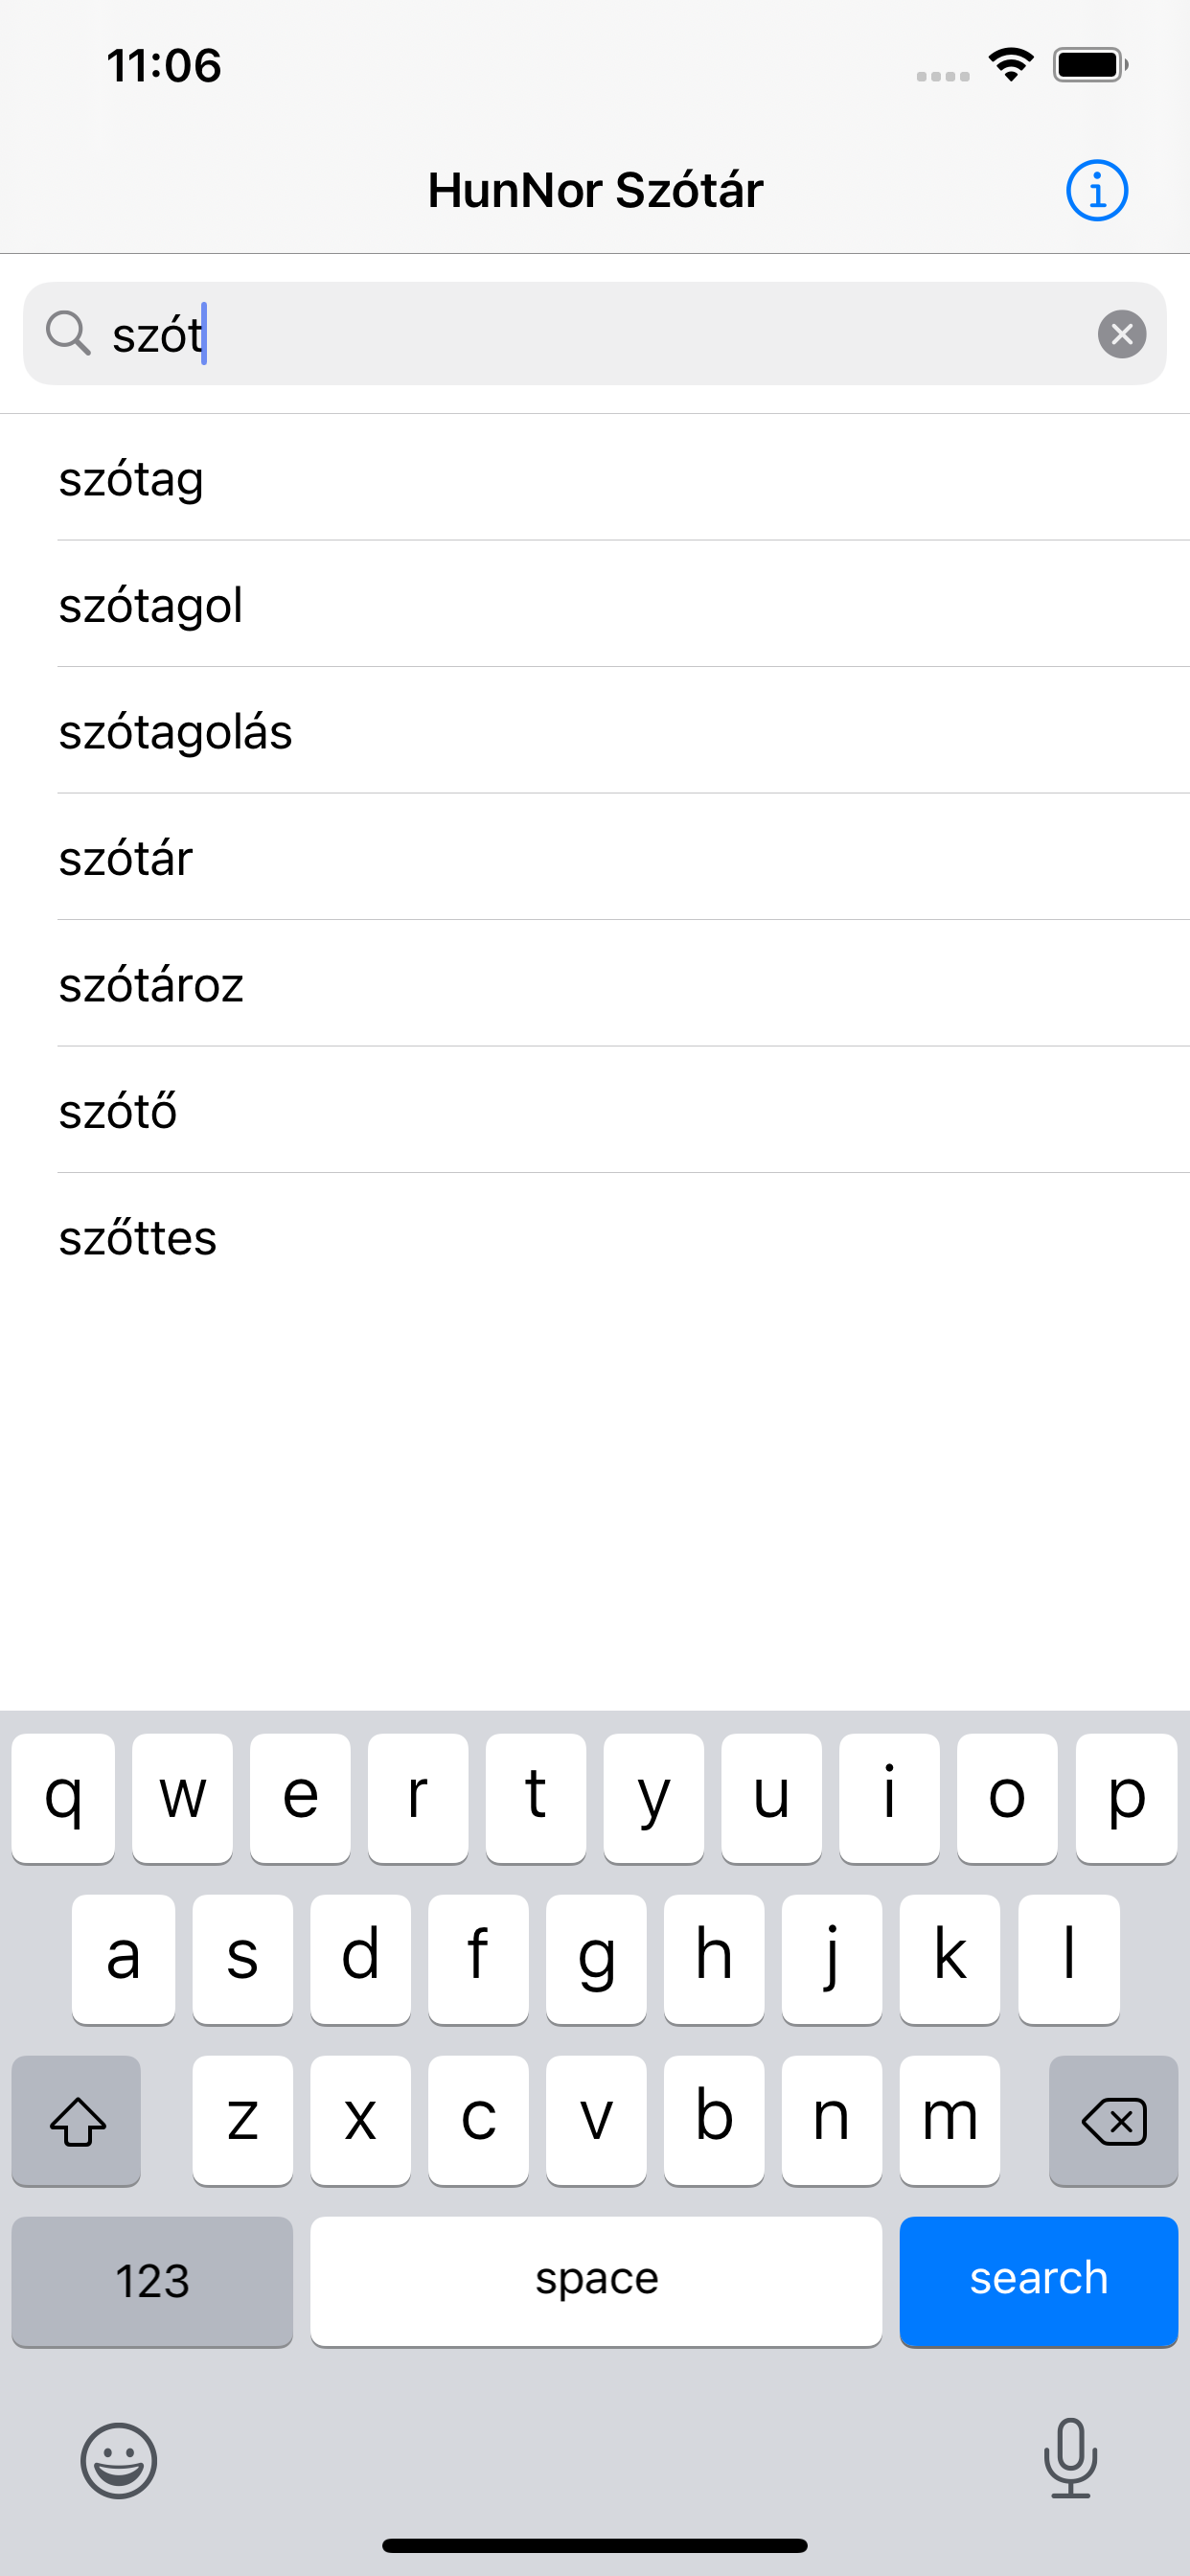 11:06
HunNor Szótár
szót
szótag
szótagol
szótagolás
szótár
szótároz
szótő
szőttes
q w e r t y u i o p
a s d f g h j k l
z x c v b n m
123 space search